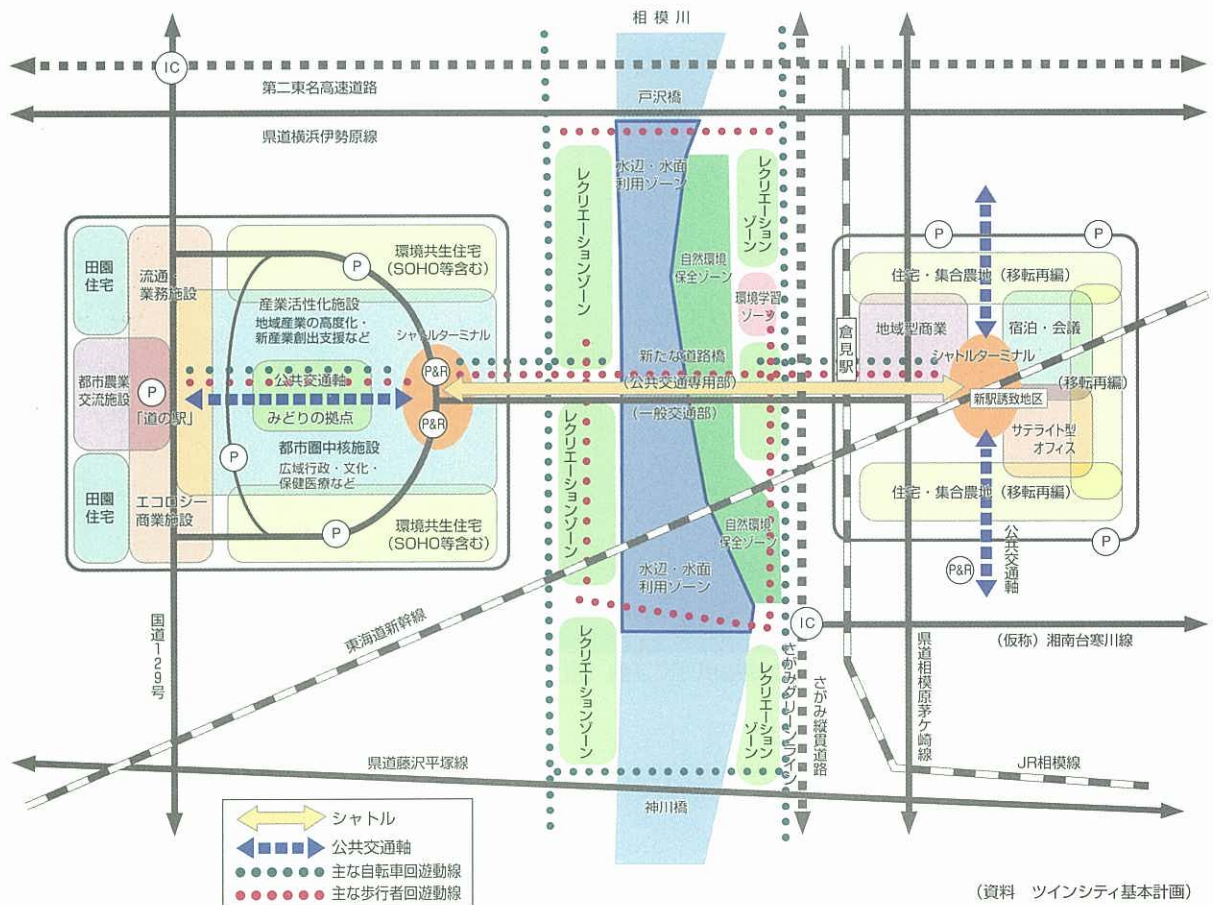 相模川
IC
第二東名高速道路
戸沢橋
県道横浜伊勢原線
水辺・水面
利用ゾーン
レクリエーションゾーン
レクリエーション
ゾーン
自然環境
保全ゾーン
環境学習
ゾーン
田園
住宅
流通・
業務施設
環境共生住宅
(SOHO等含む)
P
産業活性化施設
地域産業の高度化・
新産業創出支援など
シャトルターミナル
P&R
都市農業
交流施設
P
「道の駅」
公共交通軸
みどりの拠点
P&R
都市圏中核施設
広域行政・文化・
保健医療など
P
田園
住宅
エコロジー
商業施設
P
環境共生住宅
(SOHO等含む)
新たな道路橋
(公共交通専用部)
(一般交通部)
倉見駅
P
P
住宅・集合農地(移転再編)
地域型商業
宿泊・会議
シャトルターミナル
(移転再編)
新駅誘致地区
サテライト型
オフィス
住宅・集合農地(移転再編)
P
P&R
公共交通軸
レクリエーションゾーン
自然環境
保全ゾーン
水辺・水面
利用ゾーン
IC
(仮称)湘南台寒川線
国道129号
東海道新幹線
レクリエーションゾーン
レクリエーション
ゾーン
さがみグリーンライン
さがみ縦貫道路
県道相模原茅ケ崎線
JR相模線
県道藤沢平塚線
神川橋
シャトル
公共交通軸
主な自転車回遊動線
主な歩行者回遊動線
(資料 ツインシティ基本計画)